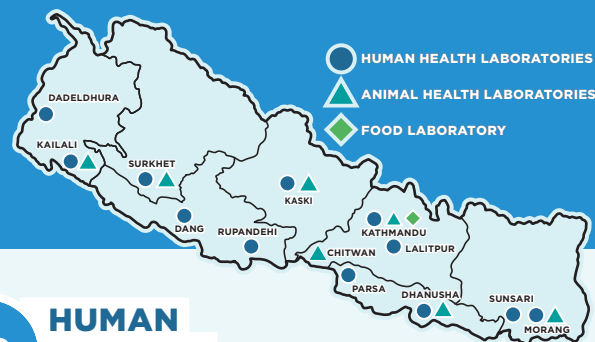 HUMAN HEALTH LABORATORIES
ANIMAL HEALTH LABORATORIES
FOOD LABORATORY
DADELDHURA
KAILALI
SURKHET
KASKI
DANG
RUPANDEHI
KATHMANDU
LALITPUR
CHITWAN
PARSA
DHANUSHA
SUNSARI
MORANG
HUMAN